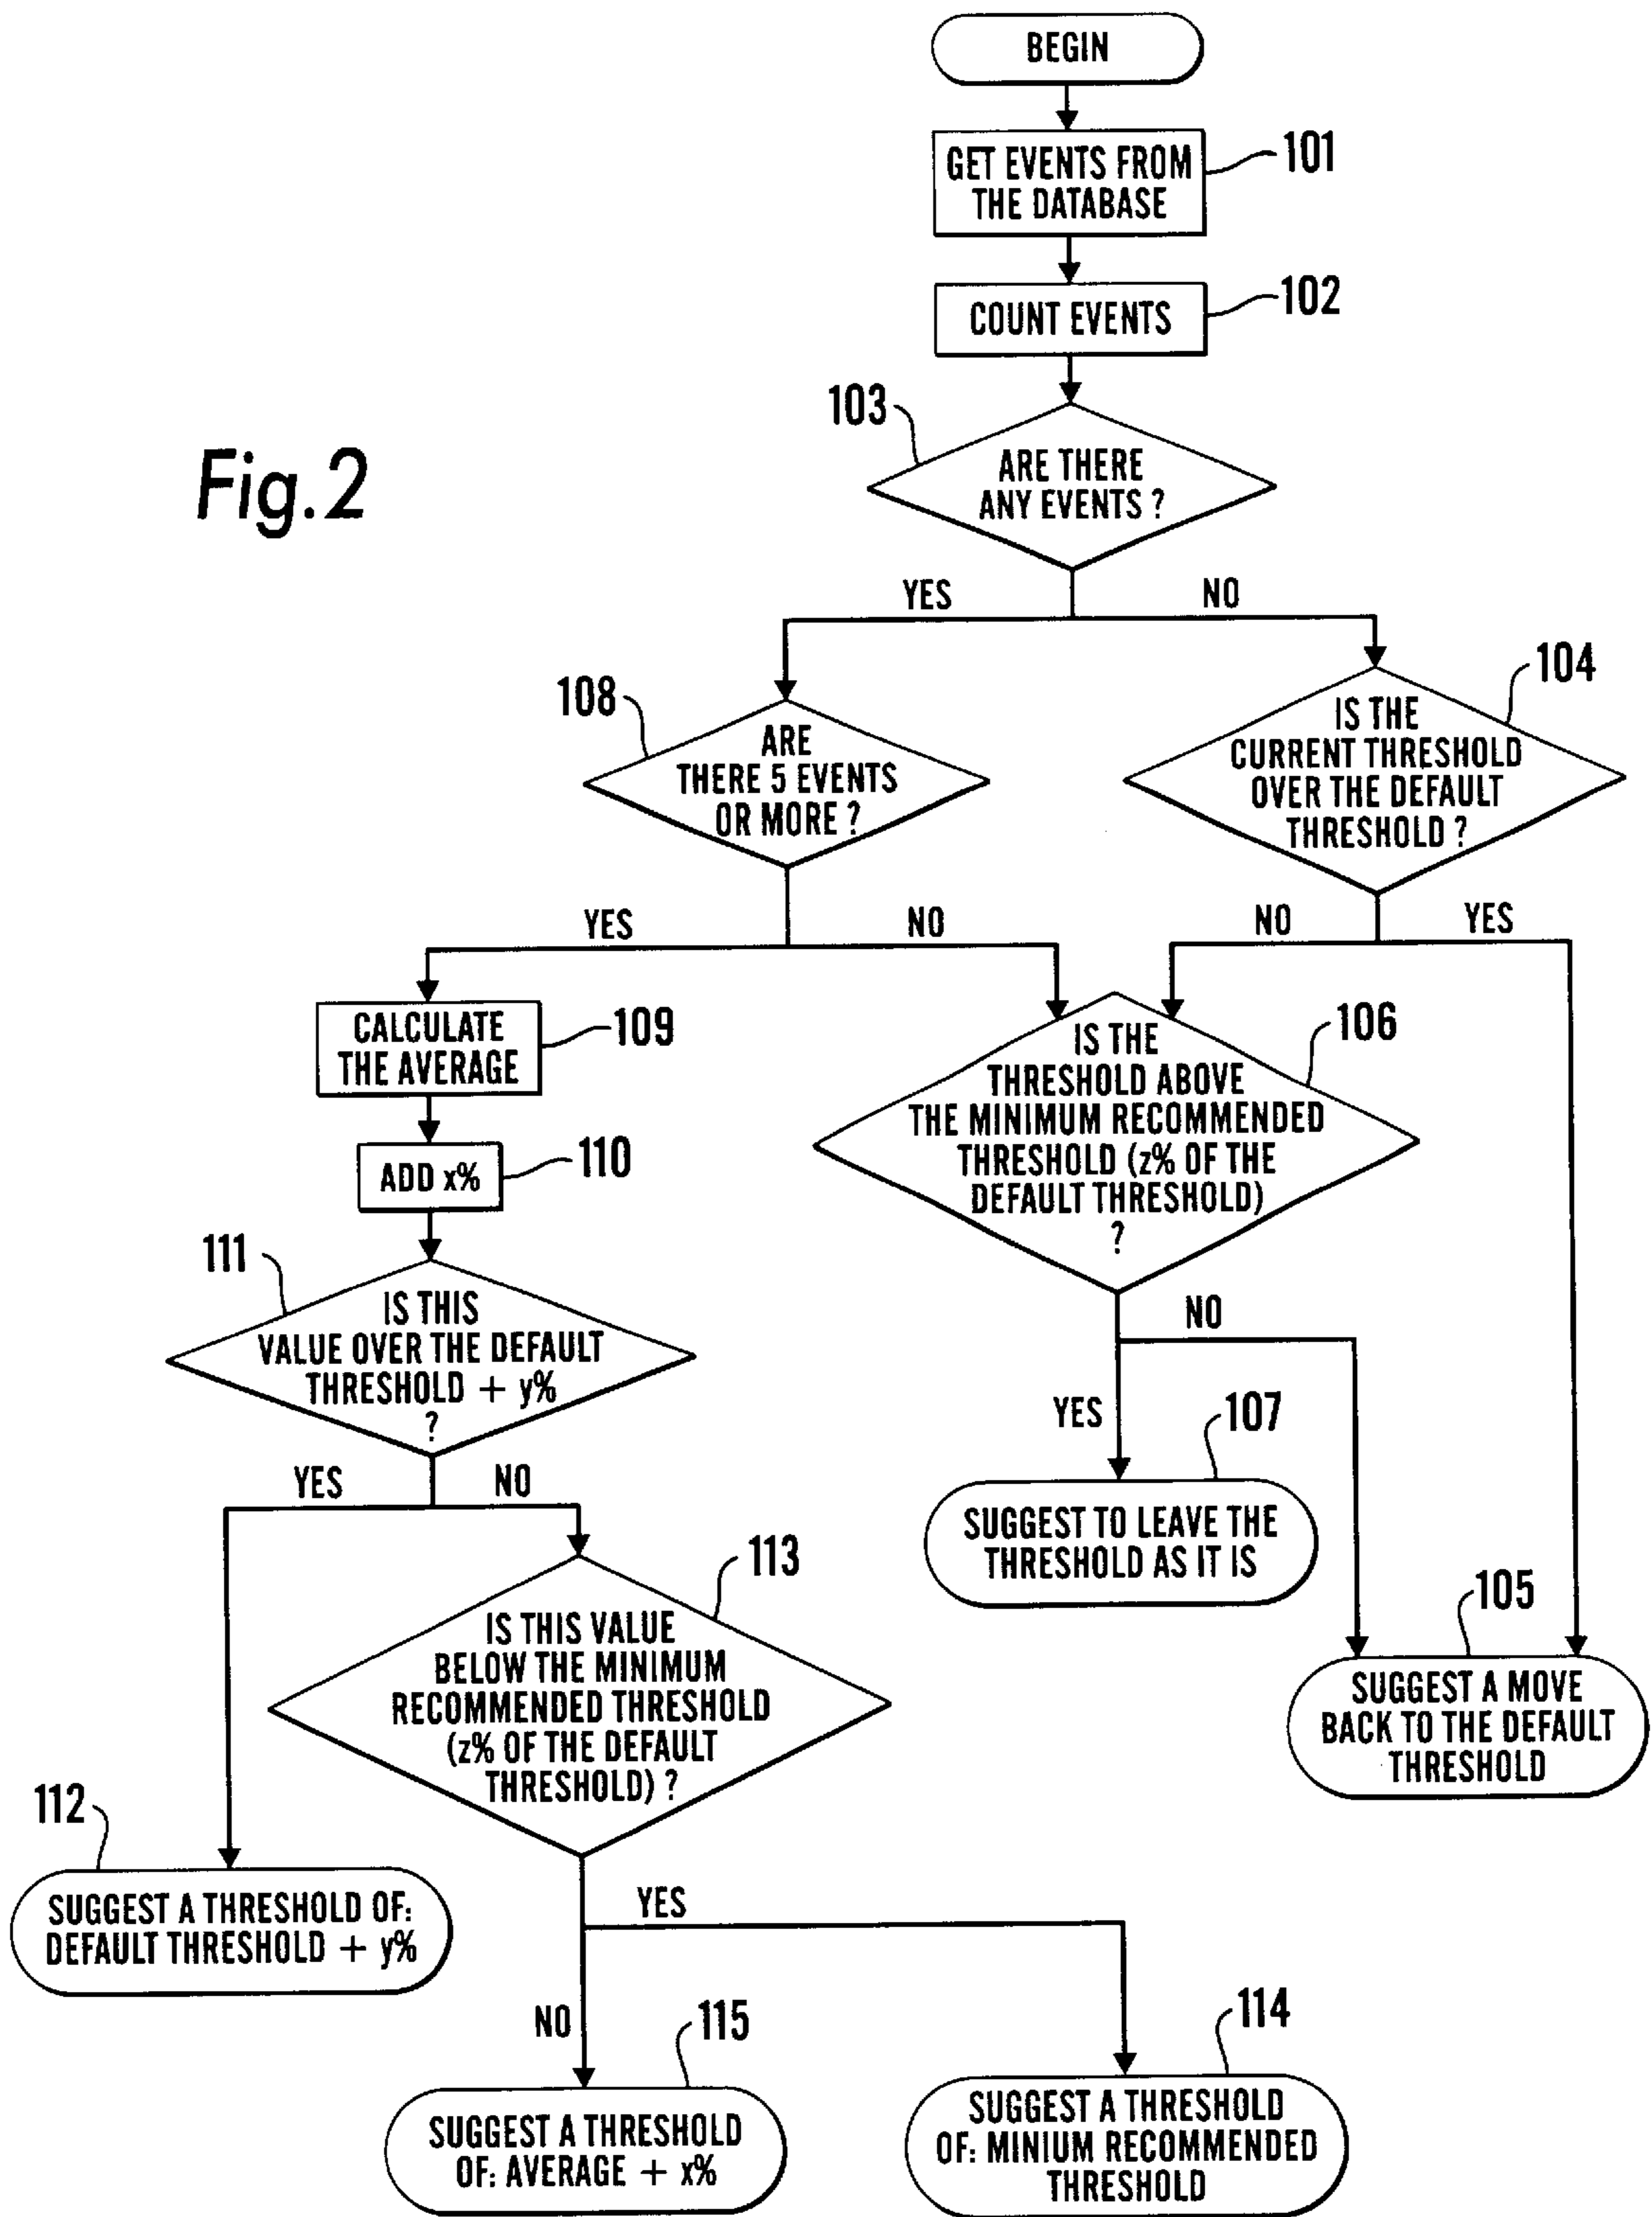 BEGIN
GET EVENTS FROM
THE DATABASE
101
COUNT EVENTS
102
103
ARE THERE
ANY EVENTS ?
Fig.2
YES
NO
108
ARE
THERE 5 EVENTS
OR MORE ?
104
IS THE
CURRENT THRESHOLD
OVER THE DEFAULT
THRESHOLD ?
YES
NO
NO
YES
CALCULATE
THE AVERAGE
109
IS THE
THRESHOLD ABOVE
THE MINIMUM RECOMMENDED
THRESHOLD (z% OF THE
DEFAULT THRESHOLD)
?
106
ADD x%
110
111
IS THIS
VALUE OVER THE DEFAULT
THRESHOLD + y%
?
NO
YES
107
SUGGEST TO LEAVE THE
THRESHOLD AS IT IS
YES
NO
113
IS THIS VALUE
BELOW THE MINIMUM
RECOMMENDED THRESHOLD
(z% OF THE DEFAULT
THRESHOLD) ?
105
SUGGEST A MOVE
BACK TO THE DEFAULT
THRESHOLD
112
SUGGEST A THRESHOLD OF:
DEFAULT THRESHOLD + y%
YES
NO
115
SUGGEST A THRESHOLD
OF: AVERAGE + x%
114
SUGGEST A THRESHOLD
OF: MINIUM RECOMMENDED
THRESHOLD